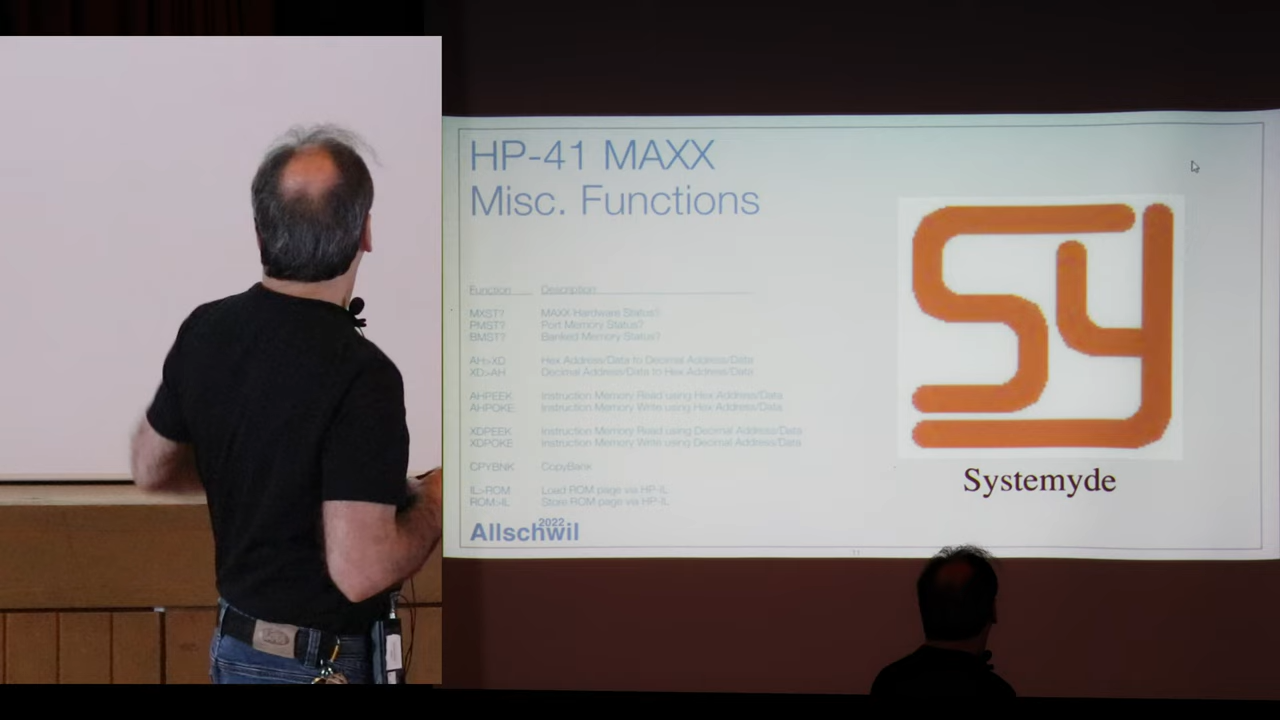 HP-41 MAXX
Misc. Functions
Function Description
MXST? MAXX Hardware Status?
PMST? Port Memory Status?
BMST? Banked Memory Status?
AH>XD Hex Address/Data to Decimal Address/Data
XD>AH Decimal Address/Data to Hex Address/Data
AHPEEK Instruction Memory Read using Hex Address/Data
AHPOKE Instruction Memory Write using Hex Address/Data
XDPEEK Instruction Memory Read using Decimal Address/Data
XDPOKE Instruction Memory Write using Decimal Address/Data
CPYBNK CopyBank
IL>ROM Load ROM page via HP-IL
ROM>IL Store ROM page via HP-IL
2022
Allschwil
sy
Systemyde
11